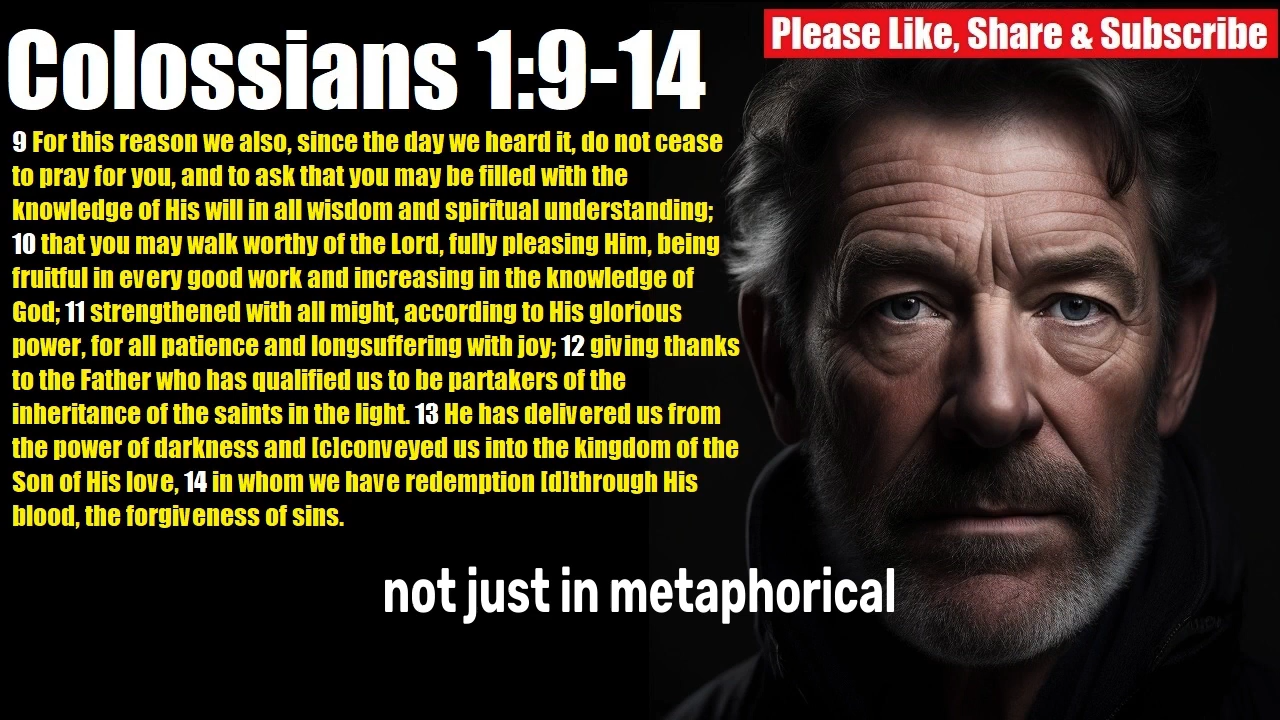 Colossians 1:9-14
Please Like, Share & Subscribe
9 For this reason we also, since the day we heard it, do not cease
to pray for you, and to ask that you may be filled with the
knowledge of His will in all wisdom and spiritual understanding;
10 that you may walk worthy of the Lord, fully pleasing Him, being
fruitful in every good work and increasing in the knowledge of
God; 11 strengthened with all might, according to His glorious
power, for all patience and longsuffering with joy; 12 giving thanks
to the Father who has qualified us to be partakers of the
inheritance of the saints in the light. 13 He has delivered us from
the power of darkness and [c]conveyed us into the kingdom of the
Son of His love, 14 in whom we have redemption [d]through His
blood, the forgiveness of sins.
not just in metaphorical